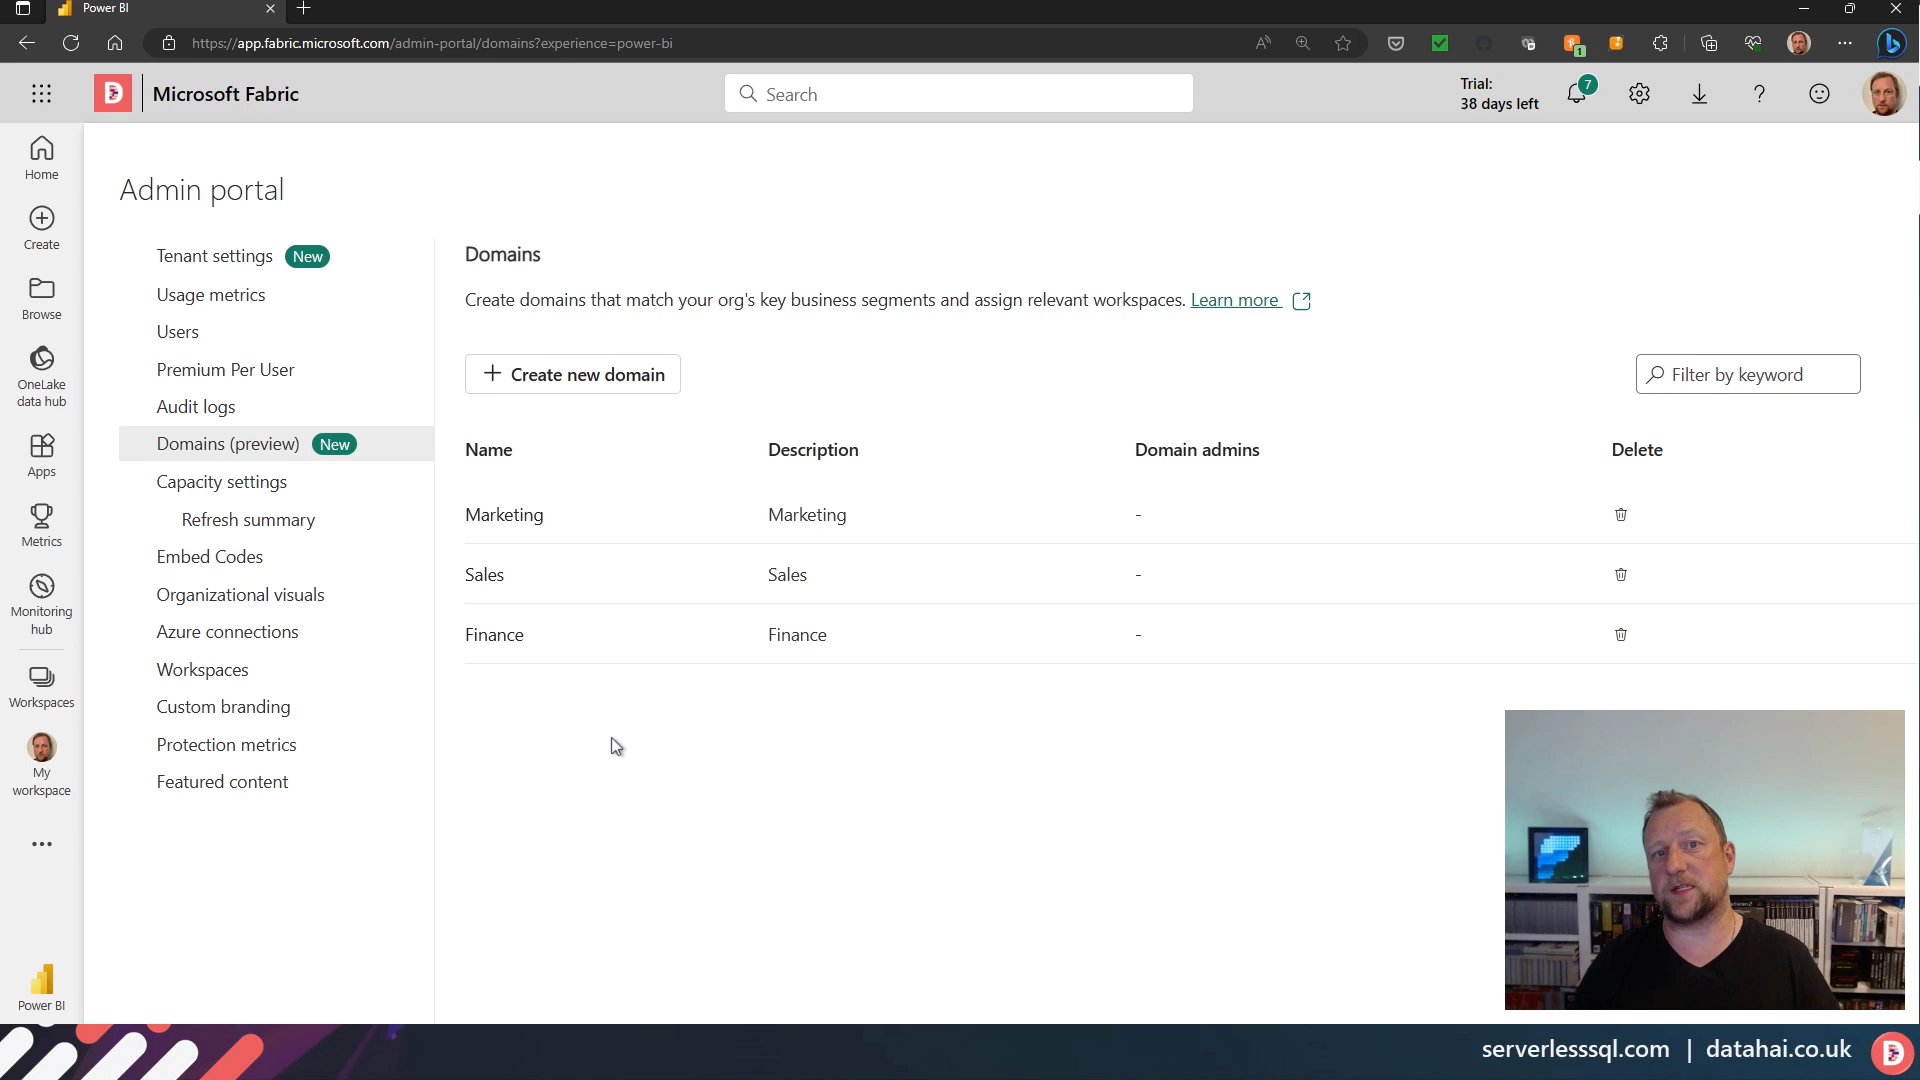 Power BI
https://app.fabric.microsoft.com/admin-portal/domains?experience=power-bi
1
D
Microsoft Fabric
Search
Trial:
38 days left
7
Home
Create
Browse
OneLake
data hub
Apps
Metrics
Monitoring
hub
Workspaces
My
workspace
Power BI
Admin portal
Tenant settings New
Usage metrics
Users
Premium Per User
Audit logs
Domains (preview) New
Capacity settings
Refresh summary
Embed Codes
Organizational visuals
Azure connections
Workspaces
Custom branding
Protection metrics
Featured content
Domains
Create domains that match your org's key business segments and assign relevant workspaces. Learn more
+ Create new domain
Filter by keyword
Name Description Domain admins Delete
Marketing Marketing -
Sales Sales -
Finance Finance -
serverlesssql.com | datahai.co.uk
D